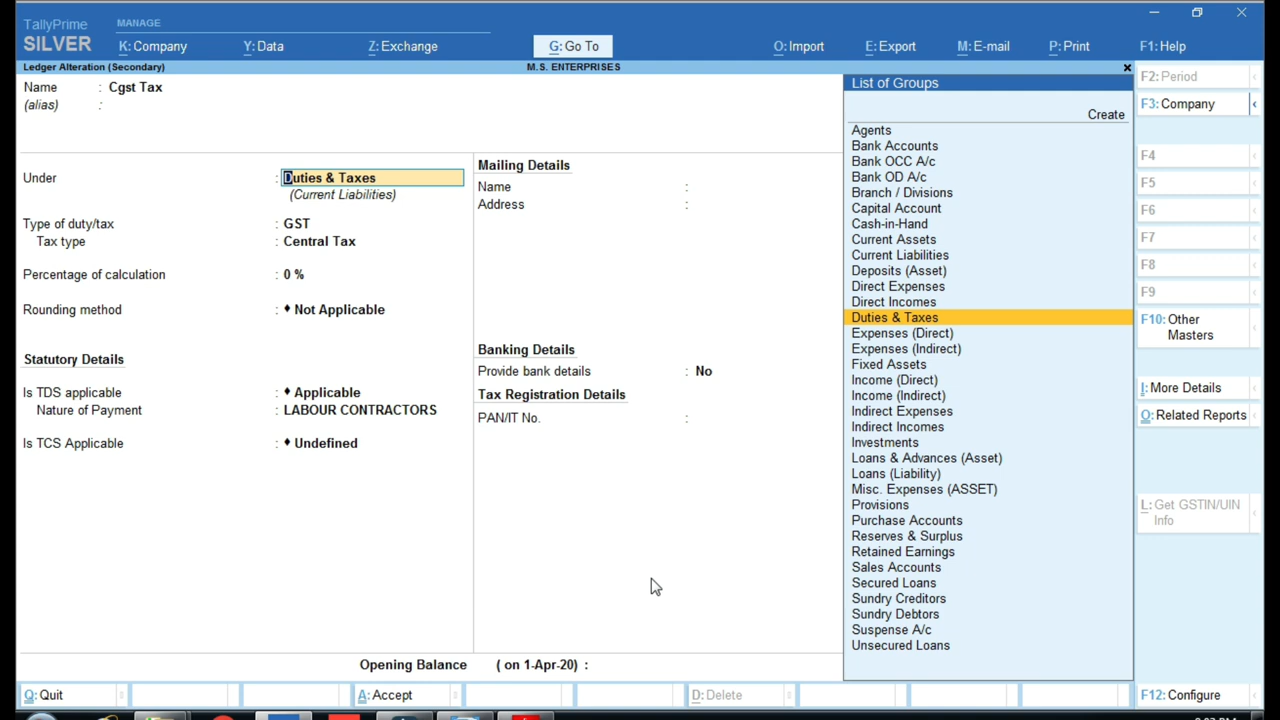 TallyPrime
MANAGE
SILVER
K: Company
Y: Data
Z: Exchange
G: Go To
O: Import
E: Export
M: E-mail
P: Print
F1: Help
Ledger Alteration (Secondary)
M.S. ENTERPRISES
Name : Cgst Tax
(alias) :
Under : Duties & Taxes
(Current Liabilities)
Type of duty/tax : GST
Tax type : Central Tax
Percentage of calculation : 0 %
Rounding method : ♦ Not Applicable
Statutory Details
Is TDS applicable : ♦ Applicable
Nature of Payment : LABOUR CONTRACTORS
Is TCS Applicable : ♦ Undefined
Mailing Details
Name :
Address :
Banking Details
Provide bank details : No
Tax Registration Details
PAN/IT No. :
Opening Balance ( on 1-Apr-20) :
List of Groups
Create
Agents
Bank Accounts
Bank OCC A/c
Bank OD A/c
Branch / Divisions
Capital Account
Cash-in-Hand
Current Assets
Current Liabilities
Deposits (Asset)
Direct Expenses
Direct Incomes
Duties & Taxes
Expenses (Direct)
Expenses (Indirect)
Fixed Assets
Income (Direct)
Income (Indirect)
Indirect Expenses
Indirect Incomes
Investments
Loans & Advances (Asset)
Loans (Liability)
Misc. Expenses (ASSET)
Provisions
Purchase Accounts
Reserves & Surplus
Retained Earnings
Sales Accounts
Secured Loans
Sundry Creditors
Sundry Debtors
Suspense A/c
Unsecured Loans
F2: Period
F3: Company
F4
F5
F6
F7
F8
F9
F10: Other
Masters
I: More Details
O: Related Reports
L: Get GSTIN/UIN
Info
Q: Quit
A: Accept
D: Delete
F12: Configure